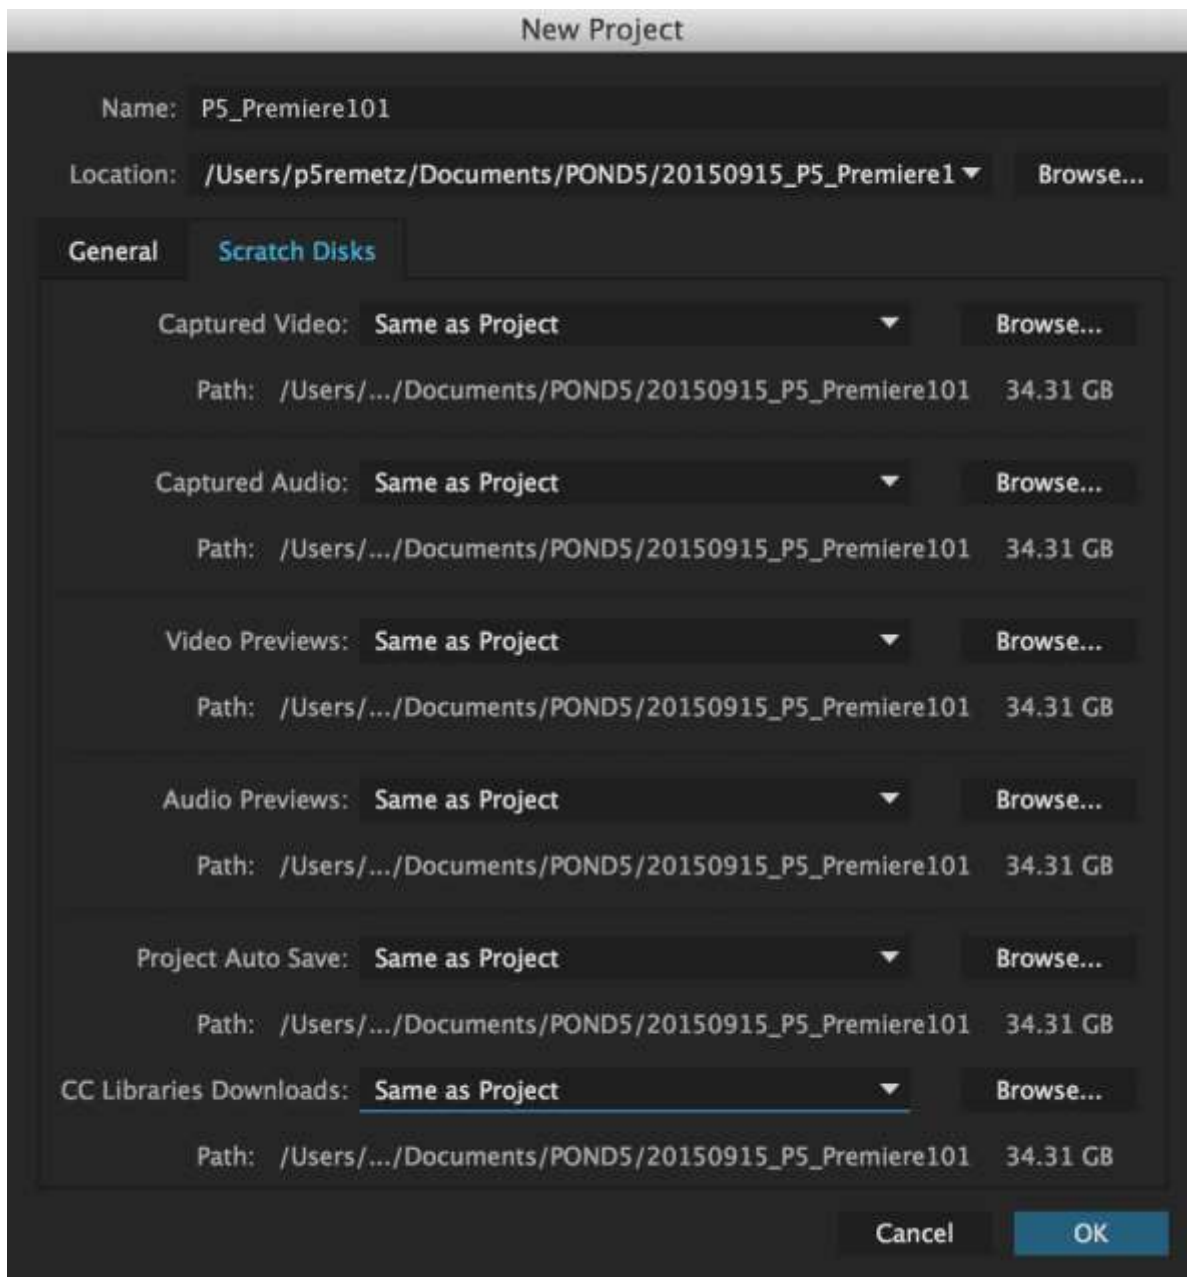 New Project
Name: P5_Premiere101
Location: /Users/p5remetz/Documents/POND5/20150915_P5_Premiere1 Browse...
General Scratch Disks
Captured Video: Same as Project Browse...
Path: /Users/.../Documents/POND5/20150915_P5_Premiere101 34.31 GB
Captured Audio: Same as Project Browse...
Path: /Users/.../Documents/POND5/20150915_P5_Premiere101 34.31 GB
Video Previews: Same as Project Browse...
Path: /Users/.../Documents/POND5/20150915_P5_Premiere101 34.31 GB
Audio Previews: Same as Project Browse...
Path: /Users/.../Documents/POND5/20150915_P5_Premiere101 34.31 GB
Project Auto Save: Same as Project Browse...
Path: /Users/.../Documents/POND5/20150915_P5_Premiere101 34.31 GB
CC Libraries Downloads: Same as Project Browse...
Path: /Users/.../Documents/POND5/20150915_P5_Premiere101 34.31 GB
Cancel OK